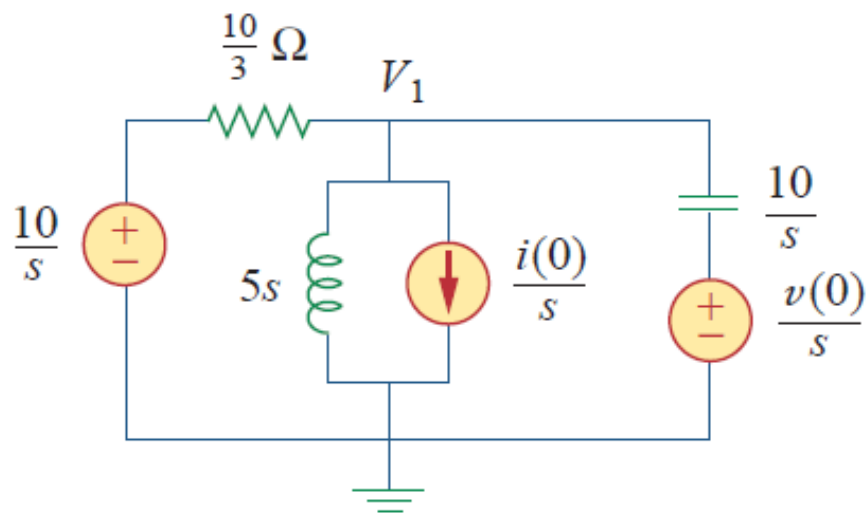 10/3 Ω
V₁
10/s
+
−
5s
i(0)/s
10/s
+
−
v(0)/s